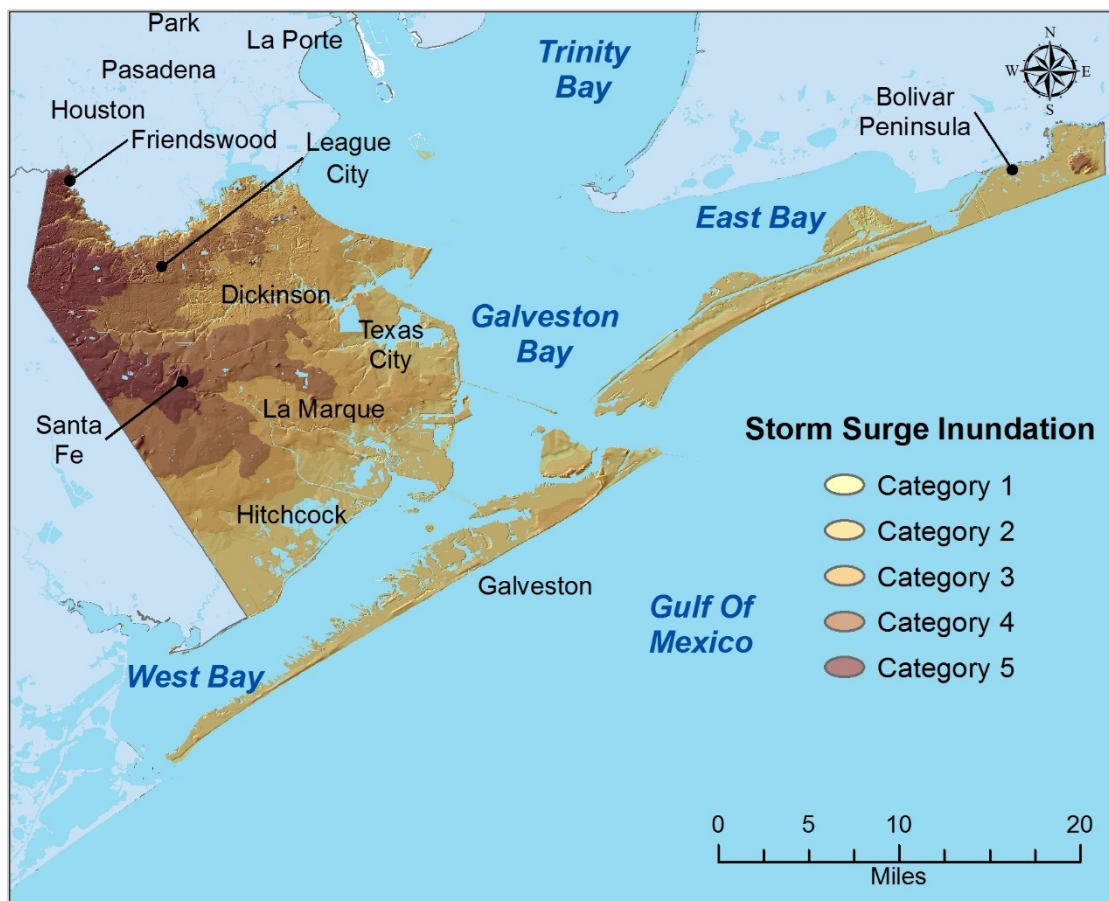 Park
La Porte
Pasadena
Houston
Friendswood
League
City
Trinity
Bay
N
W E
S
Bolivar
Peninsula
East Bay
Dickinson
Texas
City
Galveston
Bay
La Marque
Santa
Fe
Hitchcock
Galveston
Gulf Of
Mexico
West Bay
Storm Surge Inundation
Category 1
Category 2
Category 3
Category 4
Category 5
0 5 10 20
Miles